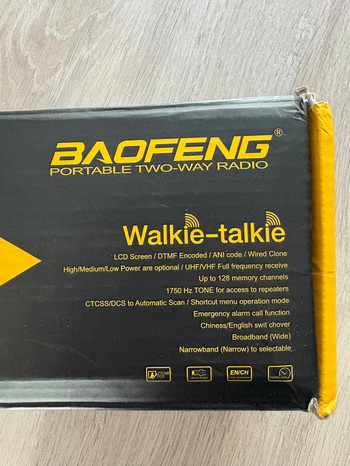 BAOFENG®
PORTABLE TWO-WAY RADIO
Walkie-talkie
LCD Screen / DTMF Encoded / ANI code / Wired Clone
High/Medium/Low Power are optional / UHF/VHF Full frequency receive
Up to 128 memory channels
1750 Hz TONE for access to repeaters
CTCSS/DCS to Automatic Scan / Shortcut menu operation mode
Emergency alarm call function
Chiness/English swit chover
Broadband (Wide)
Narrowband (Narrow) to selectable
EN/CH